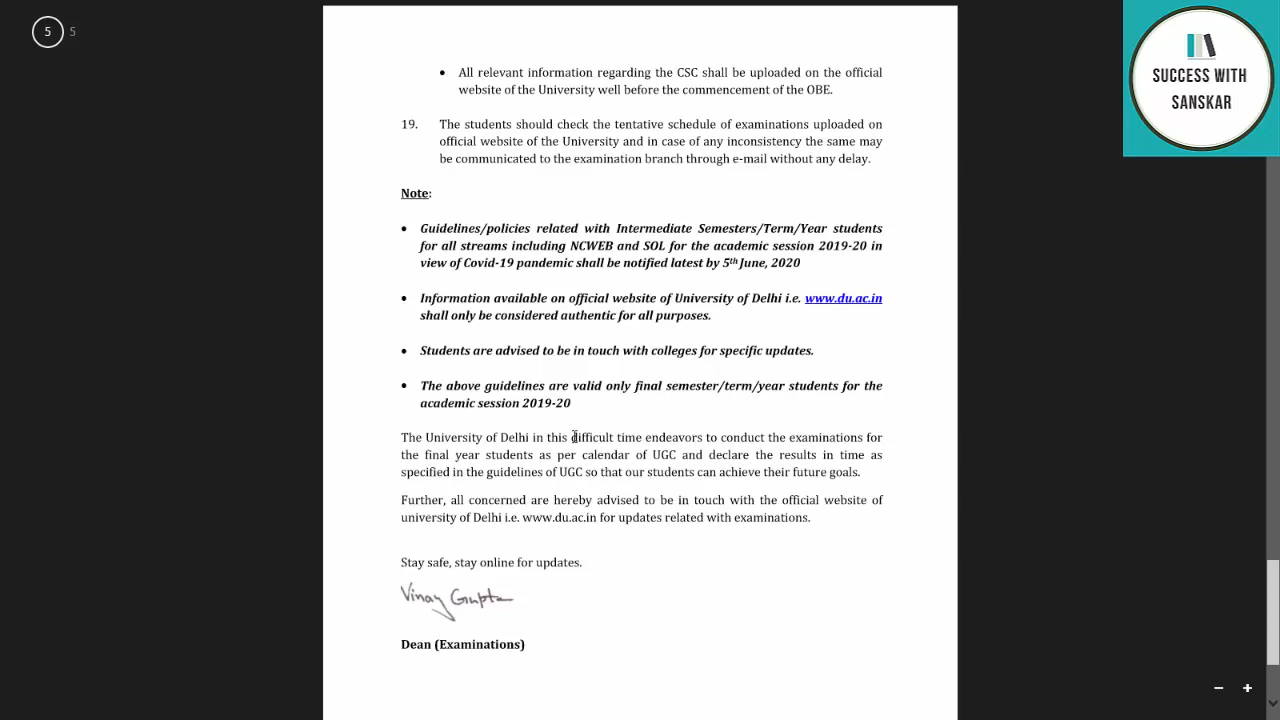 5 5
SUCCESS WITH
SANSKAR
• All relevant information regarding the CSC shall be uploaded on the official
website of the University well before the commencement of the OBE.
19. The students should check the tentative schedule of examinations uploaded on
official website of the University and in case of any inconsistency the same may
be communicated to the examination branch through e-mail without any delay.
Note:
• Guidelines/policies related with Intermediate Semesters/Term/Year students
for all streams including NCWEB and SOL for the academic session 2019-20 in
view of Covid-19 pandemic shall be notified latest by 5th June, 2020
• Information available on official website of University of Delhi i.e. www.du.ac.in
shall only be considered authentic for all purposes.
• Students are advised to be in touch with colleges for specific updates.
• The above guidelines are valid only final semester/term/year students for the
academic session 2019-20
The University of Delhi in this difficult time endeavors to conduct the examinations for
the final year students as per calendar of UGC and declare the results in time as
specified in the guidelines of UGC so that our students can achieve their future goals.
Further, all concerned are hereby advised to be in touch with the official website of
university of Delhi i.e. www.du.ac.in for updates related with examinations.
Stay safe, stay online for updates.
Vinay Gupta
Dean (Examinations)